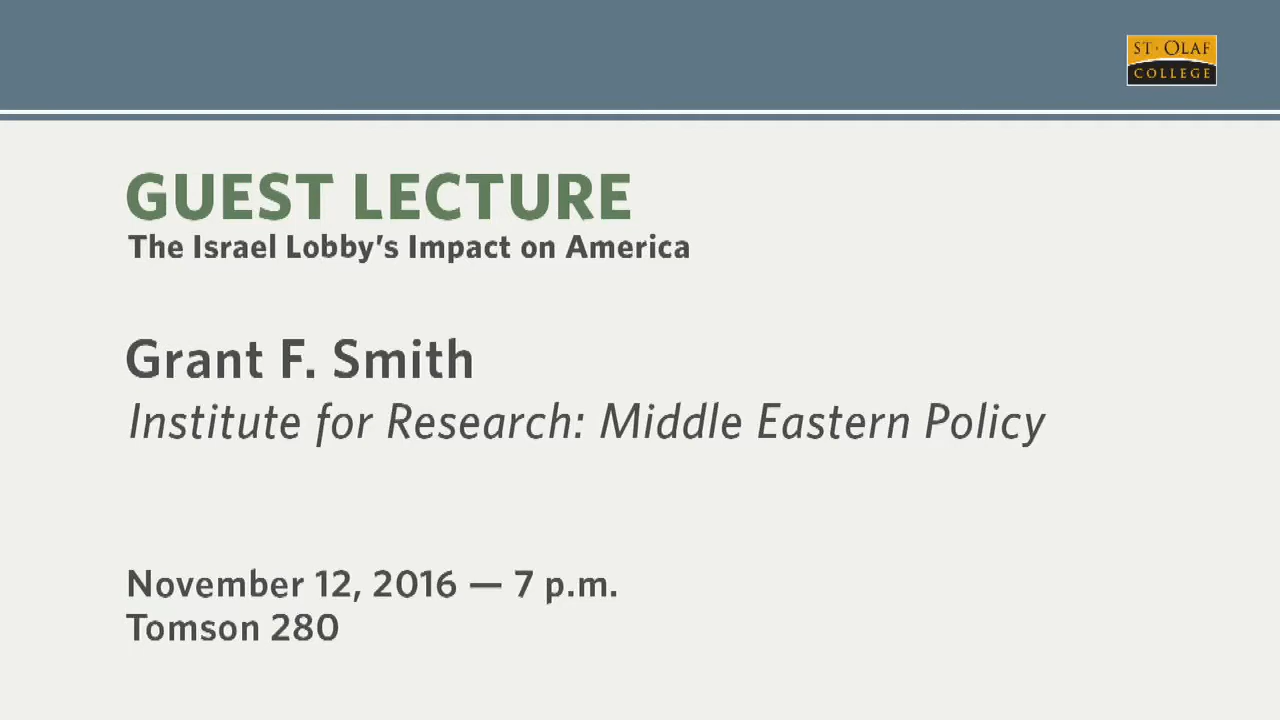 ST · OLAF
COLLEGE
GUEST LECTURE
The Israel Lobby’s Impact on America
Grant F. Smith
Institute for Research: Middle Eastern Policy
November 12, 2016 — 7 p.m.
Tomson 280